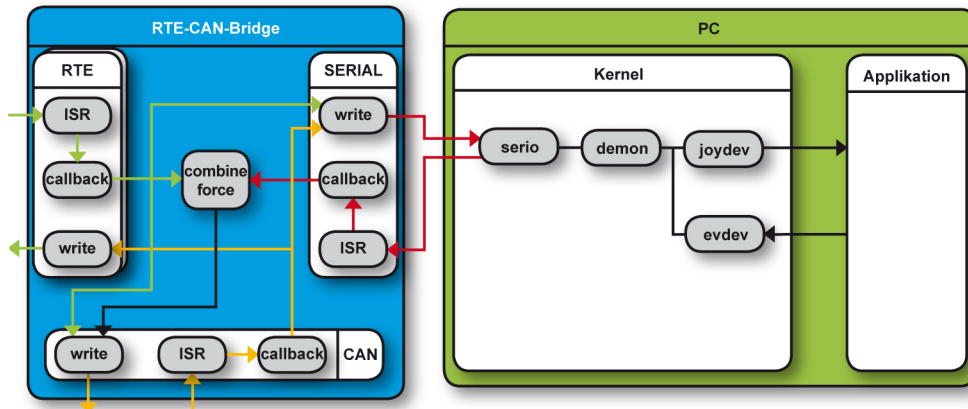 RTE-CAN-Bridge
PC
RTE
SERIAL
Kernel
Applikation
ISR
write
serio
demon
joydev
callback
combine
force
callback
write
ISR
evdev
write
ISR
callback
CAN